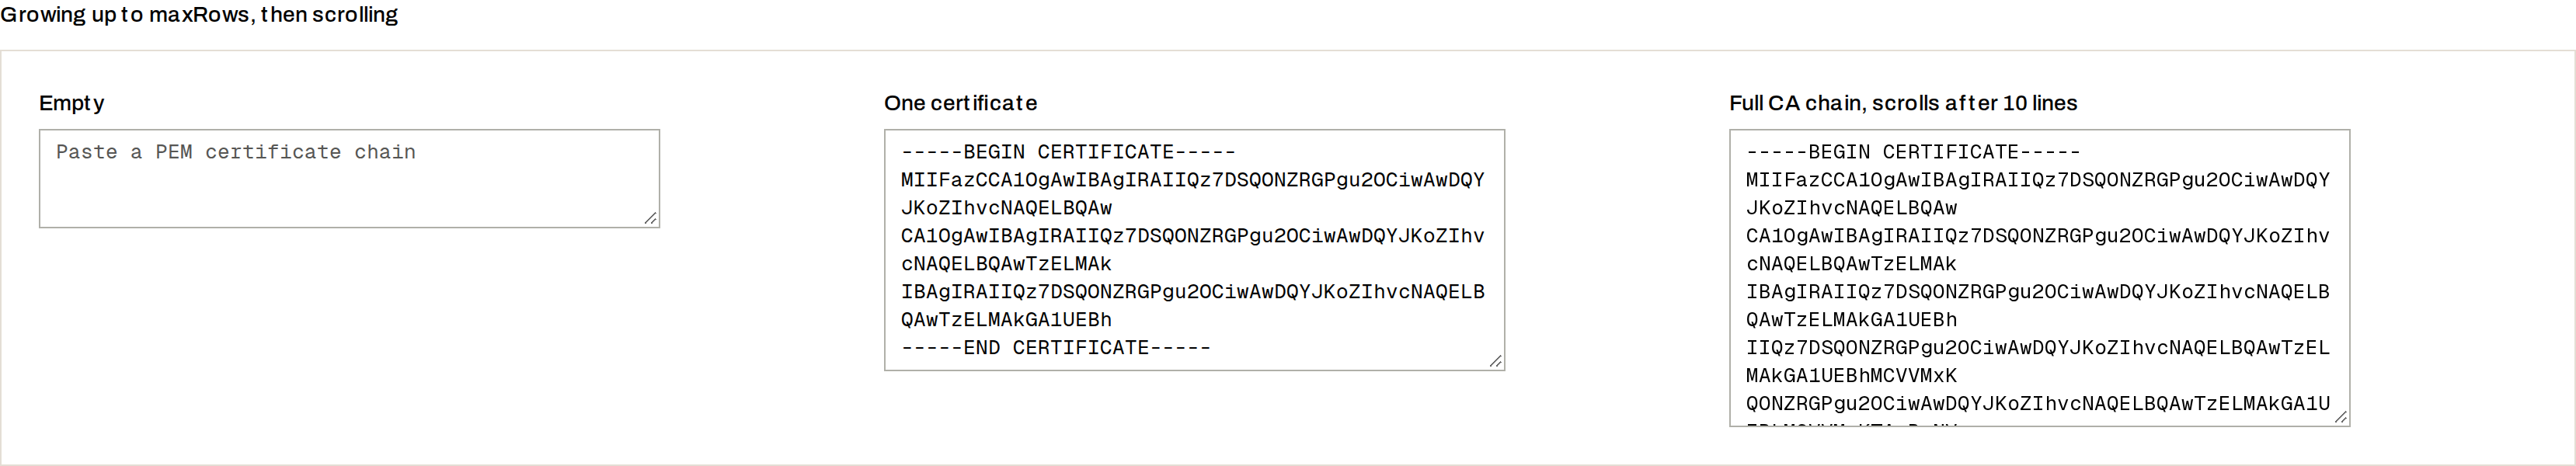 Growing up to maxRows, then scrolling
Empty
Paste a PEM certificate chain
One certificate
-----BEGIN CERTIFICATE-----
MIIFazCCA1OgAwIBAgIRAIIQz7DSQONZRGPgu2OCiwAwDQY
JKoZIhvcNAQELBQAw
CA1OgAwIBAgIRAIIQz7DSQONZRGPgu2OCiwAwDQYJKoZIhv
cNAQELBQAwTzELMAk
IBAgIRAIIQz7DSQONZRGPgu2OCiwAwDQYJKoZIhvcNAQELB
QAwTzELMAkGA1UEBh
-----END CERTIFICATE-----
Full CA chain, scrolls after 10 lines
-----BEGIN CERTIFICATE-----
MIIFazCCA1OgAwIBAgIRAIIQz7DSQONZRGPgu2OCiwAwDQY
JKoZIhvcNAQELBQAw
CA1OgAwIBAgIRAIIQz7DSQONZRGPgu2OCiwAwDQYJKoZIhv
cNAQELBQAwTzELMAk
IBAgIRAIIQz7DSQONZRGPgu2OCiwAwDQYJKoZIhvcNAQELB
QAwTzELMAkGA1UEBh
IIQz7DSQONZRGPgu2OCiwAwDQYJKoZIhvcNAQELBQAwTzEL
MAkGA1UEBhMCVVMxK
QONZRGPgu2OCiwAwDQYJKoZIhvcNAQELBQAwTzELMAkGA1U